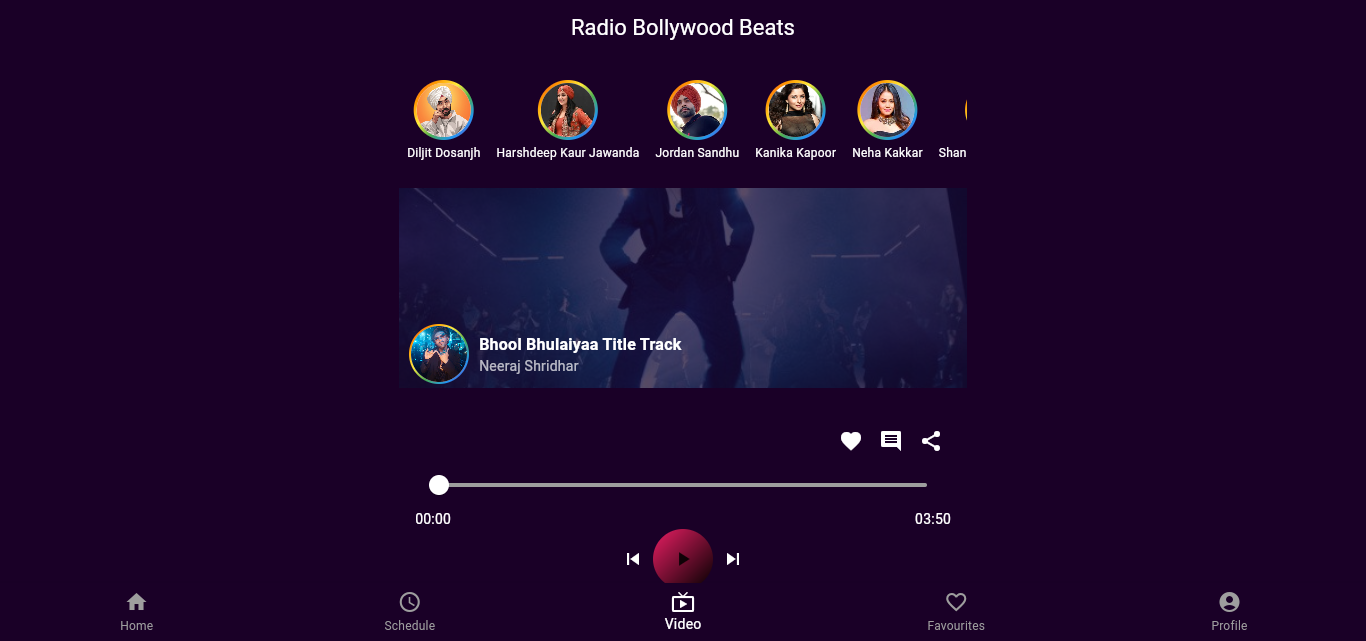 Radio Bollywood Beats
Diljit Dosanjh
Harshdeep Kaur Jawanda
Jordan Sandhu
Kanika Kapoor
Neha Kakkar
Shan
Bhool Bhulaiyaa Title Track
Neeraj Shridhar
00:00
03:50
Home
Schedule
Video
Favourites
Profile